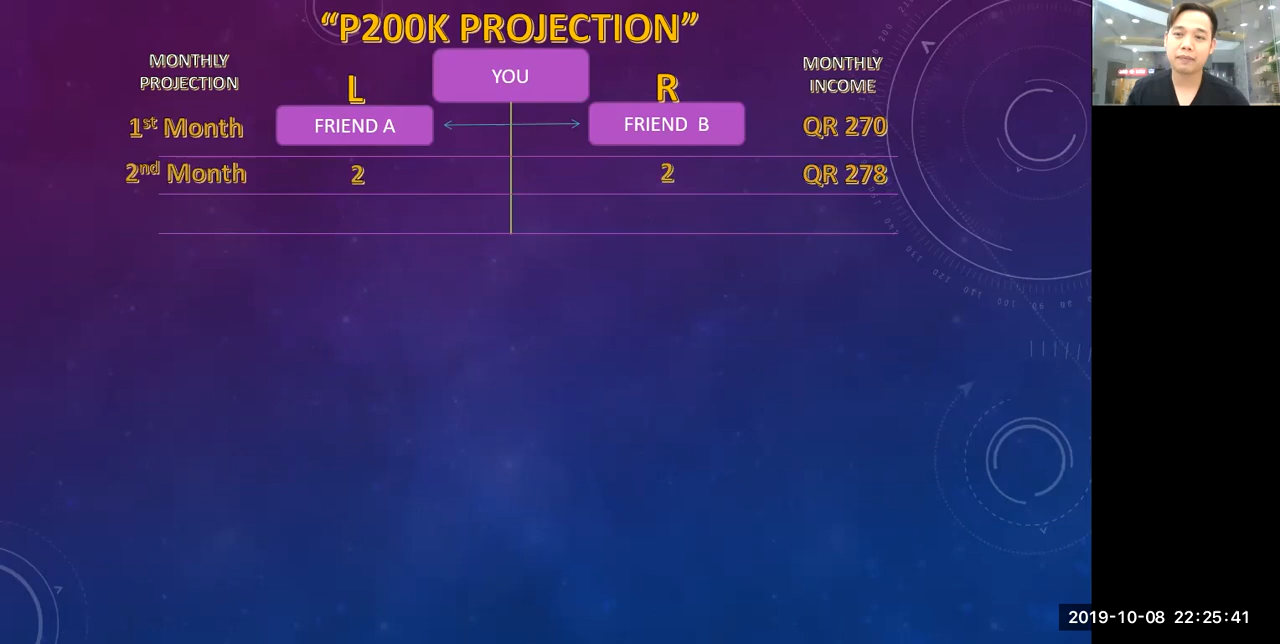 “P200K PROJECTION”
MONTHLY
PROJECTION
L
YOU
R
MONTHLY
INCOME
1st Month
FRIEND A
FRIEND B
QR 270
2nd Month
2
2
QR 278
2019-10-08 22:25:41